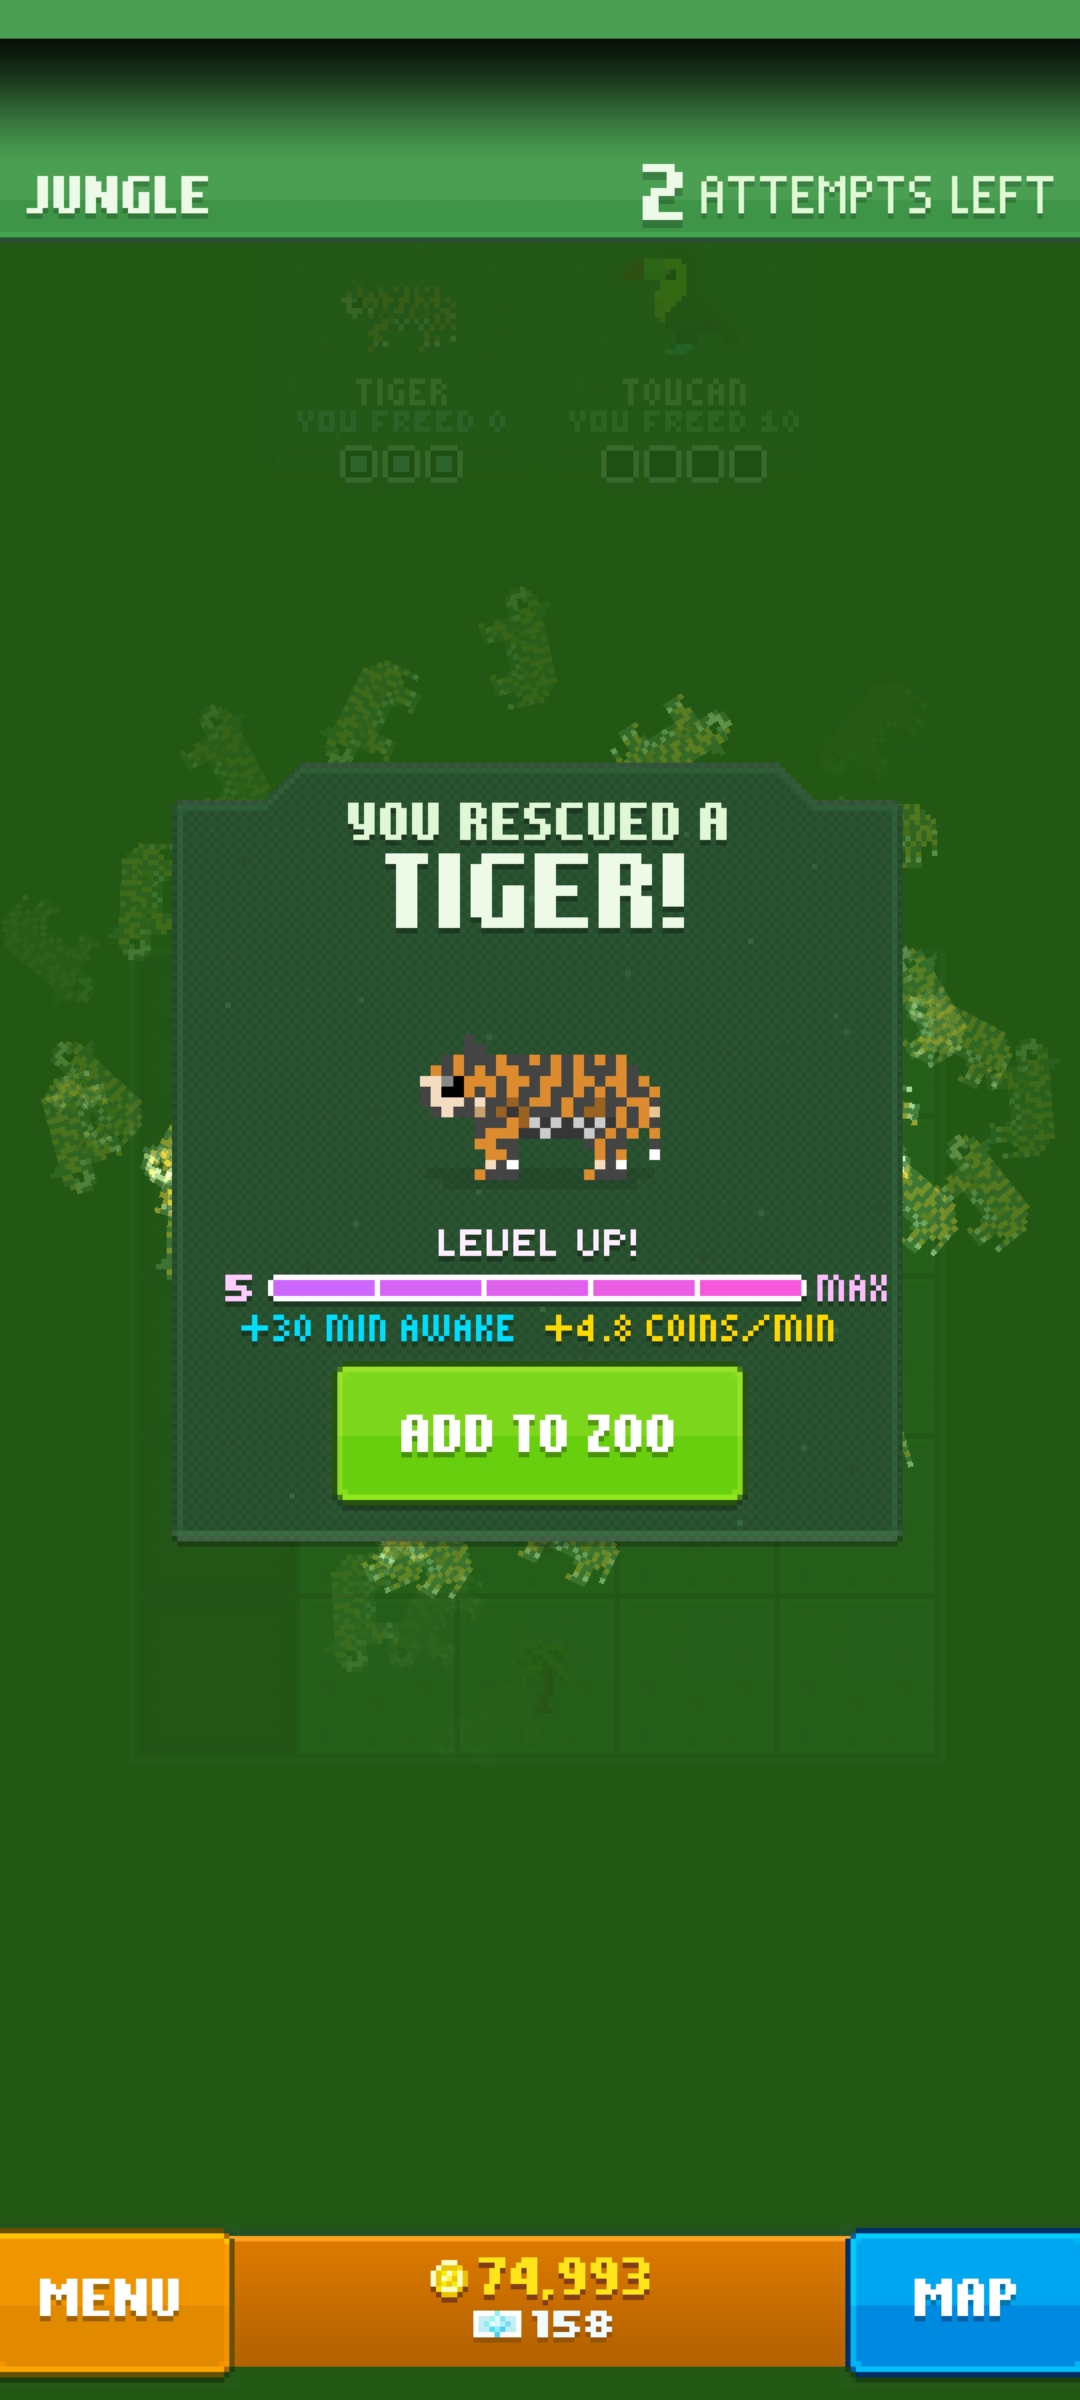 JUNGLE
2 ATTEMPTS LEFT
TIGER
YOU FREED 0
TOUCAN
YOU FREED 10
YOU RESCUED A
TIGER!
LEVEL UP!
5 MAX
+30 MIN AWAKE +4.8 COINS/MIN
ADD TO ZOO
MENU
74,993
158
MAP